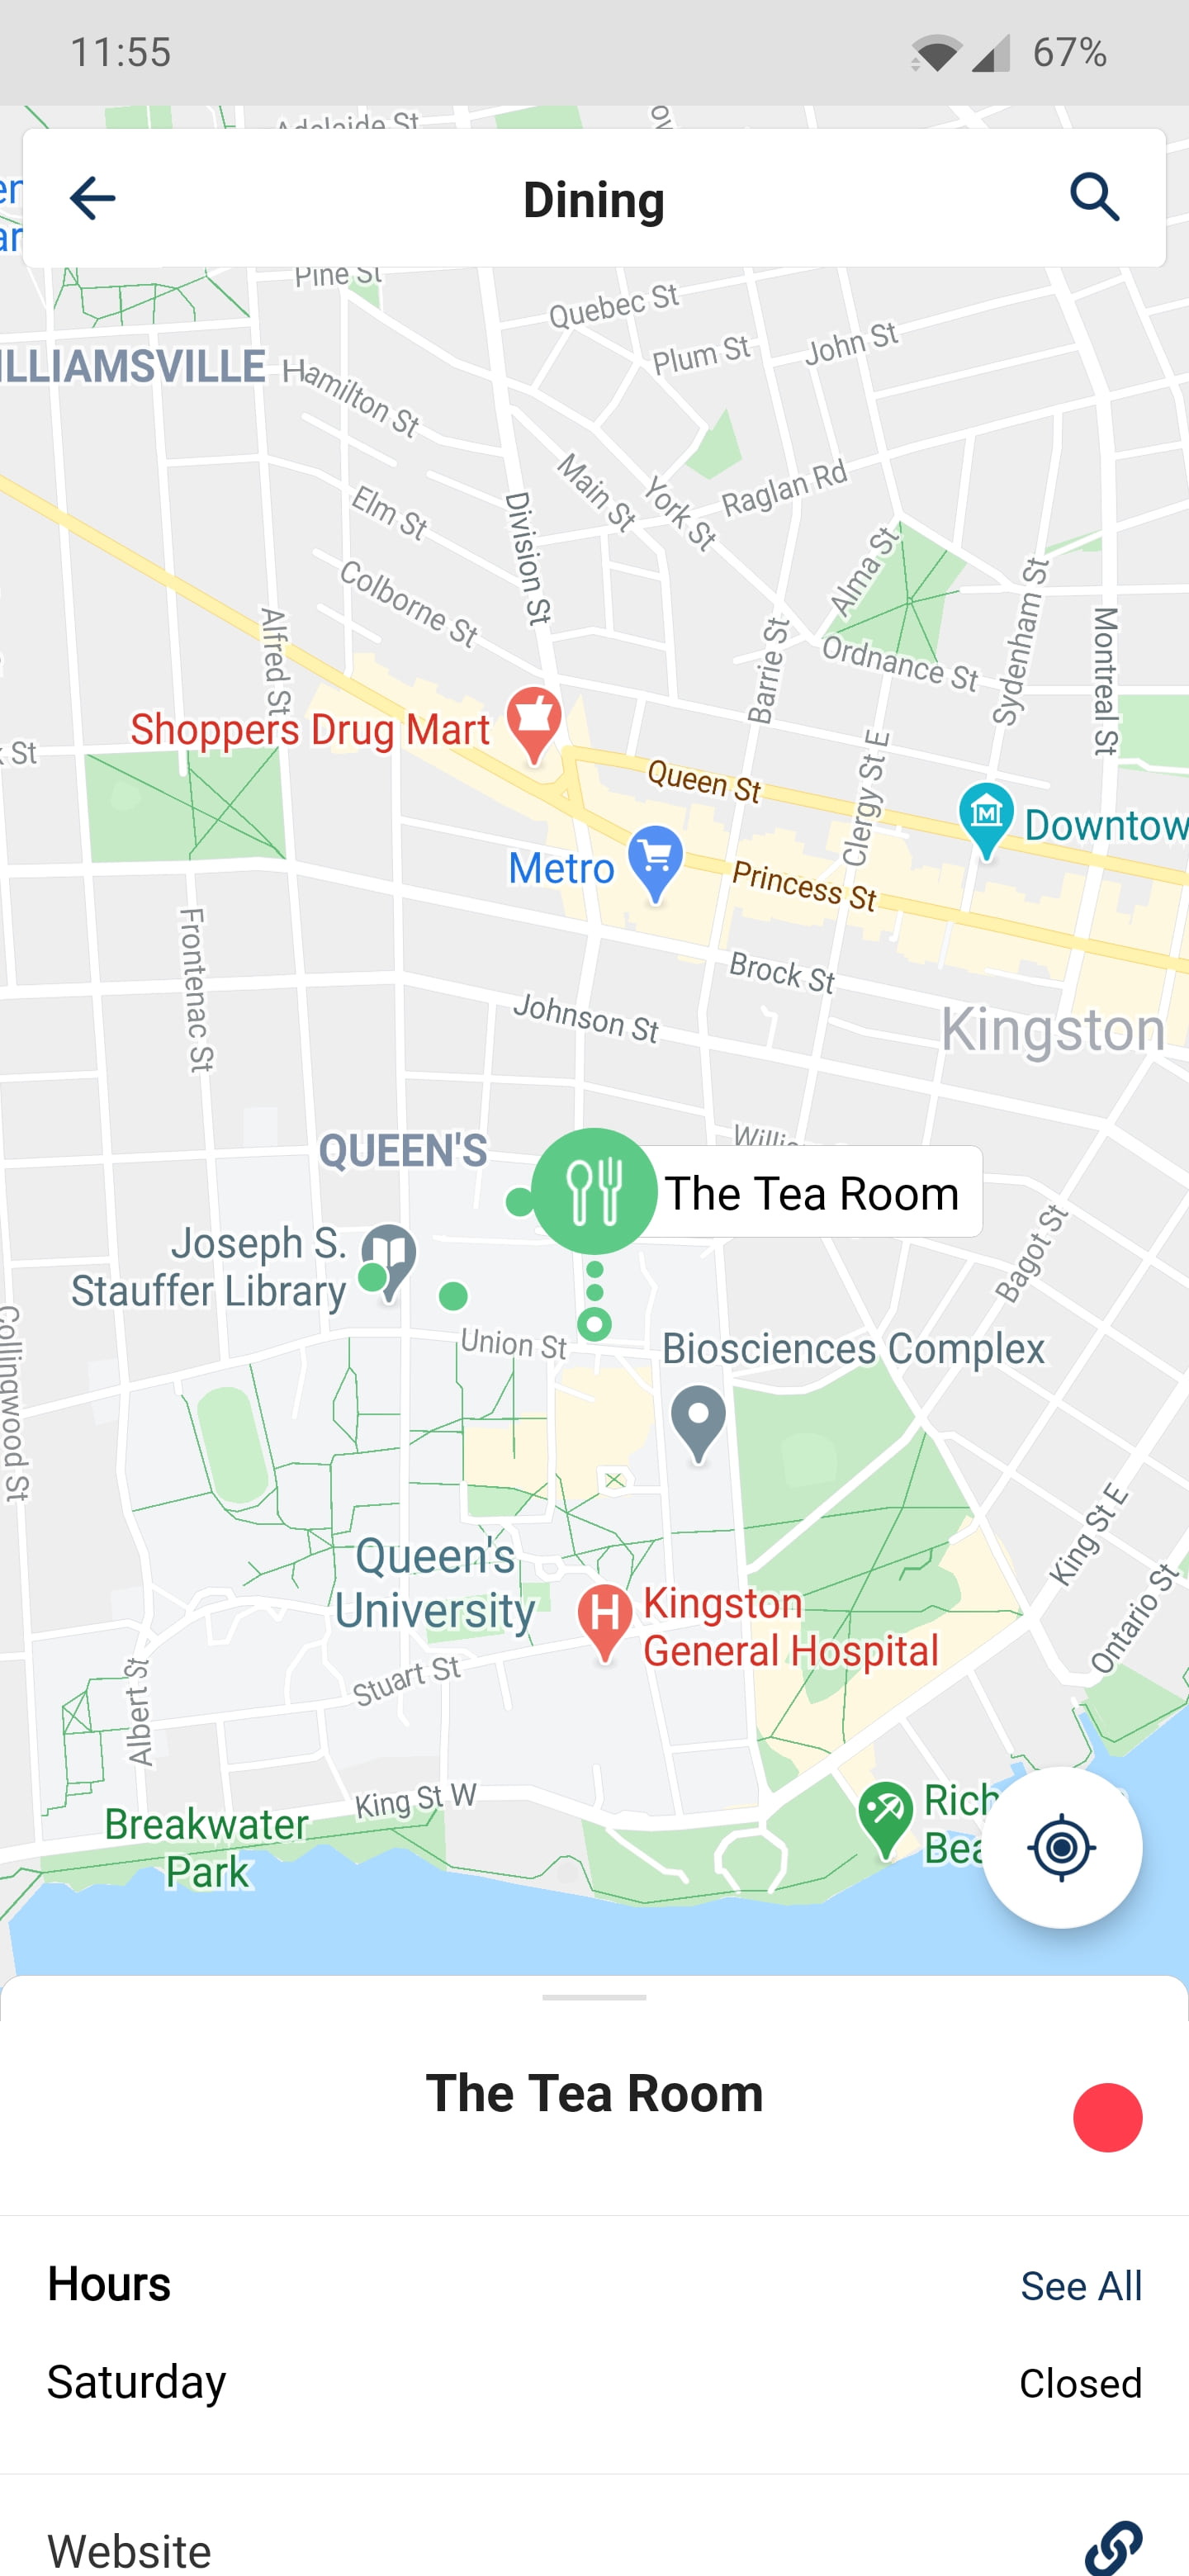 11:55
67%
Adelaide St
Dining
Pine St
Quebec St
Plum St
John St
ILLIAMSVILLE
Hamilton St
Main St
York St
Raglan Rd
Elm St
Division St
Colborne St
Alma St
Alfred St
Barrie St
Ordnance St
Sydenham St
Montreal St
Shoppers Drug Mart
St
Queen St
Clergy St E
Downtow
Metro
Princess St
Frontenac St
Brock St
Johnson St
Kingston
QUEEN'S
Willi
The Tea Room
Joseph S.
Stauffer Library
Bagot St
Union St
Biosciences Complex
Collingwood St
King St E
Queen's
University
Kingston
General Hospital
Ontario St
Albert St
Stuart St
King St W
Breakwater
Park
Rich
Bea
The Tea Room
Hours
See All
Saturday
Closed
Website